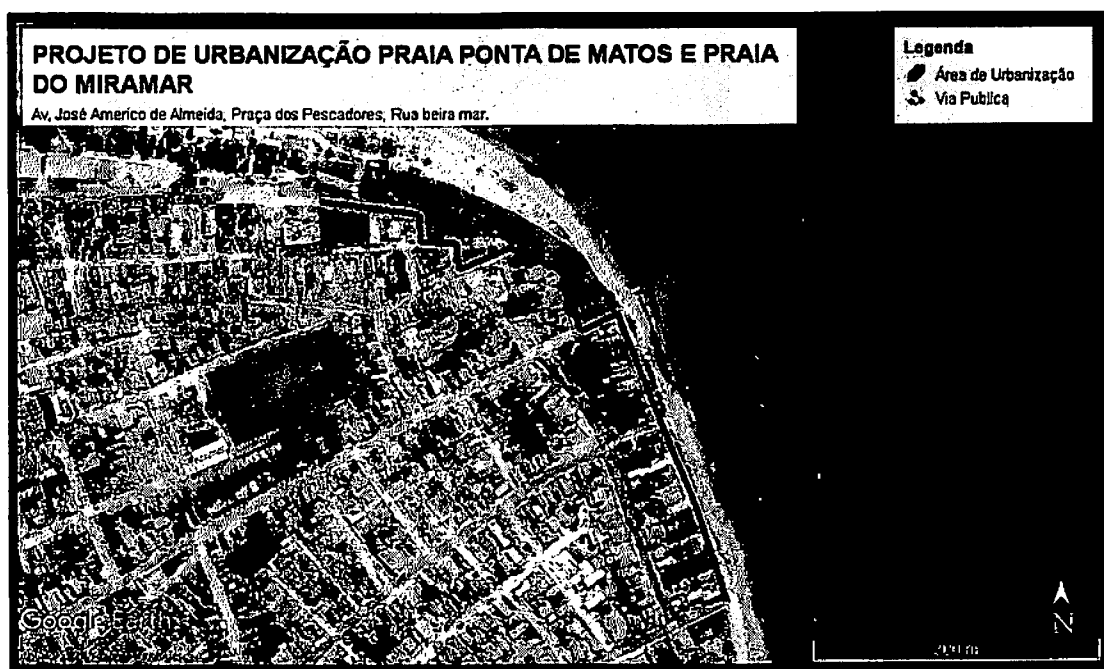 PROJETO DE URBANIZAÇÃO PRAIA PONTA DE MATOS E PRAIA
DO MIRAMAR
Av, José Americo de Almeida, Praça dos Pescadores, Rua beira mar.
Legenda
Área de Urbanização
Via Publica
Google Earth
N
200 m